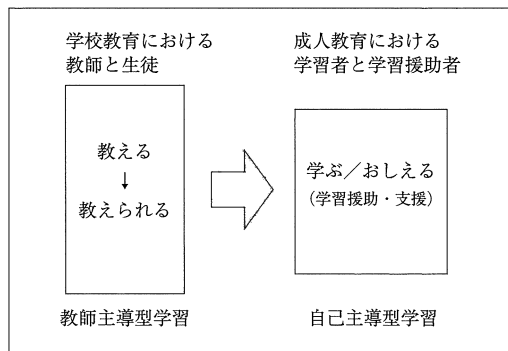 学校教育における
教師と生徒
教える
↓
教えられる
教師主導型学習
成人教育における
学習者と学習援助者
学ぶ／おしえる
（学習援助・支援）
自己主導型学習